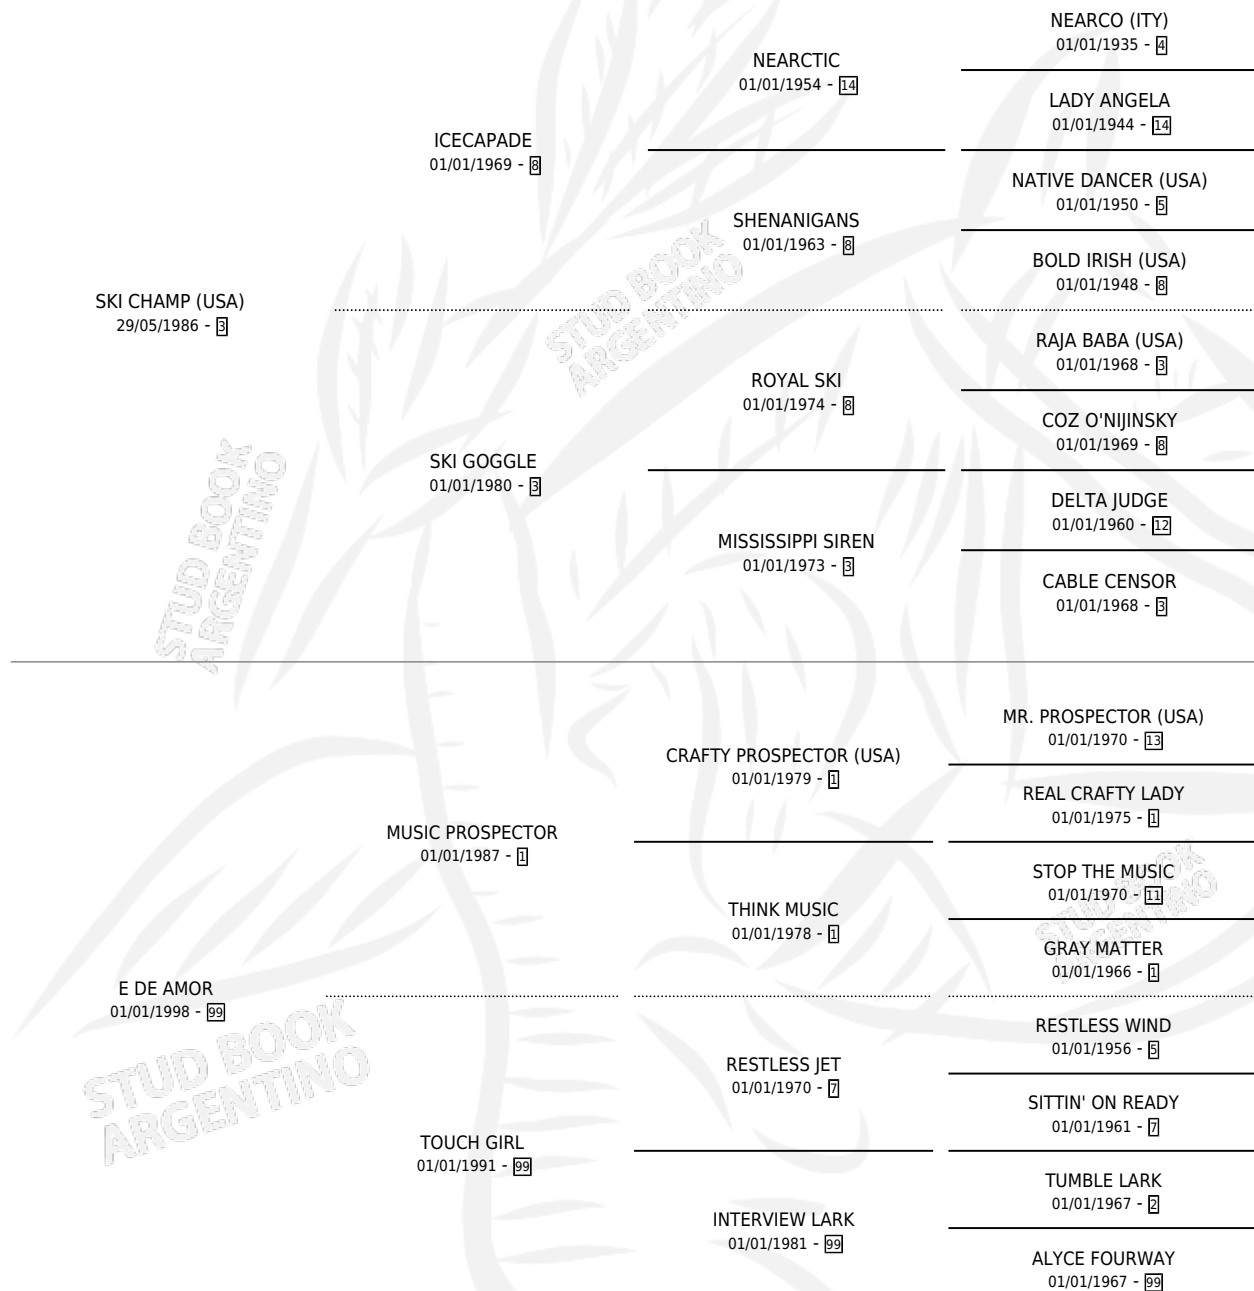 NEARCO (ITY)
01/01/1935 - 4
NEARCTIC
01/01/1954 - 14
LADY ANGELA
01/01/1944 - 14
ICECAPADE
01/01/1969 - 8
NATIVE DANCER (USA)
01/01/1950 - 5
SHENANIGANS
01/01/1963 - 8
BOLD IRISH (USA)
01/01/1948 - 8
SKI CHAMP (USA)
29/05/1986 - 3
RAJA BABA (USA)
01/01/1968 - 3
ROYAL SKI
01/01/1974 - 8
COZ O'NIJINSKY
01/01/1969 - 8
SKI GOGGLE
01/01/1980 - 3
DELTA JUDGE
01/01/1960 - 12
MISSISSIPPI SIREN
01/01/1973 - 3
CABLE CENSOR
01/01/1968 - 3
MR. PROSPECTOR (USA)
01/01/1970 - 13
CRAFTY PROSPECTOR (USA)
01/01/1979 - 1
REAL CRAFTY LADY
01/01/1975 - 1
MUSIC PROSPECTOR
01/01/1987 - 1
STOP THE MUSIC
01/01/1970 - 11
THINK MUSIC
01/01/1978 - 1
GRAY MATTER
01/01/1966 - 1
E DE AMOR
01/01/1998 - 99
RESTLESS WIND
01/01/1956 - 5
RESTLESS JET
01/01/1970 - 7
SITTIN' ON READY
01/01/1961 - 7
TOUCH GIRL
01/01/1991 - 99
TUMBLE LARK
01/01/1967 - 2
INTERVIEW LARK
01/01/1981 - 99
ALYCE FOURWAY
01/01/1967 - 99
STUD BOOK
ARGENTINO
STUD BOOK
ARGENTINO
STUD BOOK
ARGENTINO
STUD BOOK
ARGENTINO